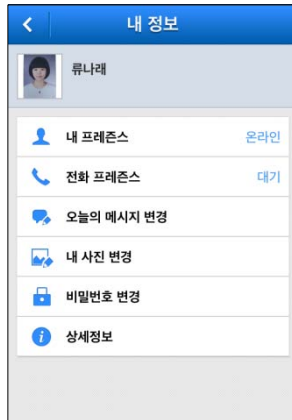 내 정보
류나래
내 프레즌스 온라인
전화 프레즌스 대기
오늘의 메시지 변경
내 사진 변경
비밀번호 변경
상세정보